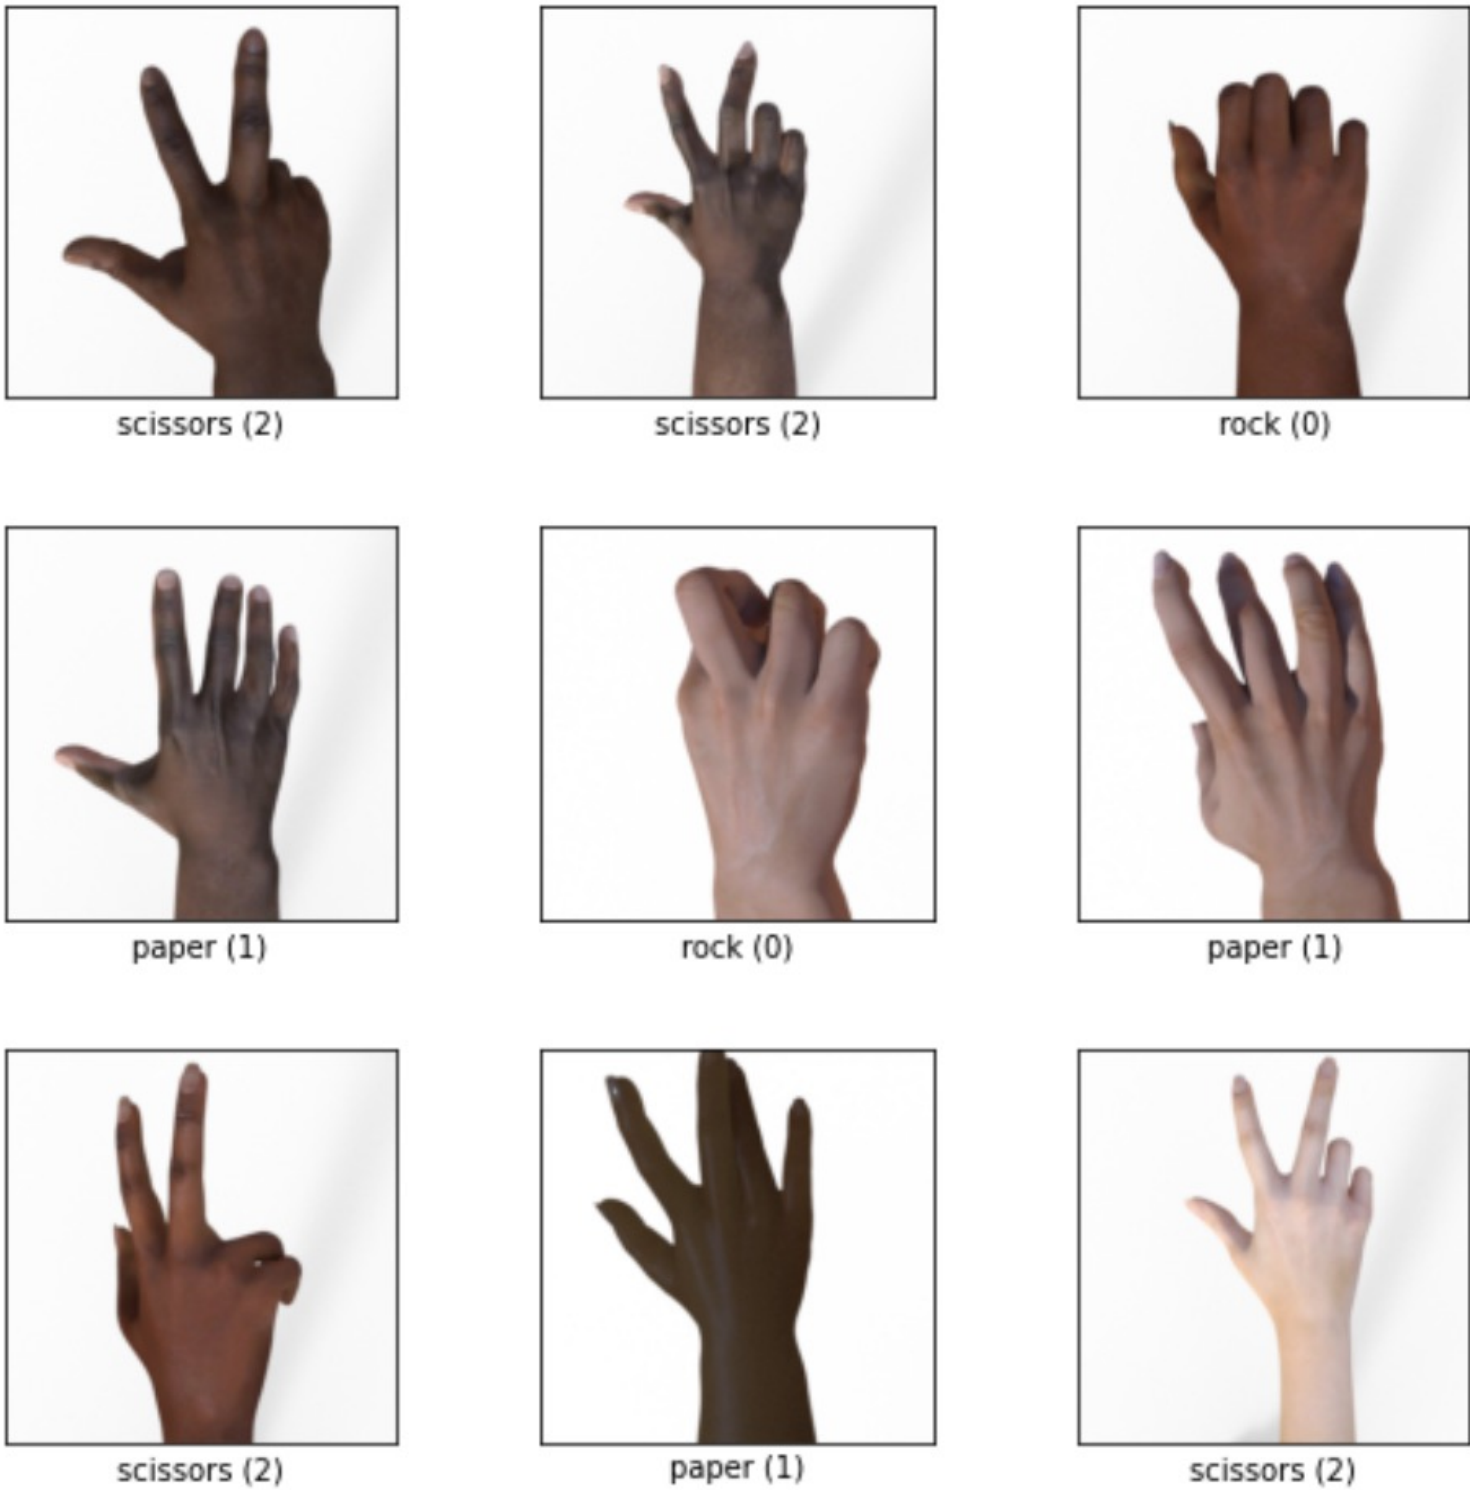 scissors (2)
scissors (2)
rock (0)
paper (1)
rock (0)
paper (1)
scissors (2)
paper (1)
scissors (2)